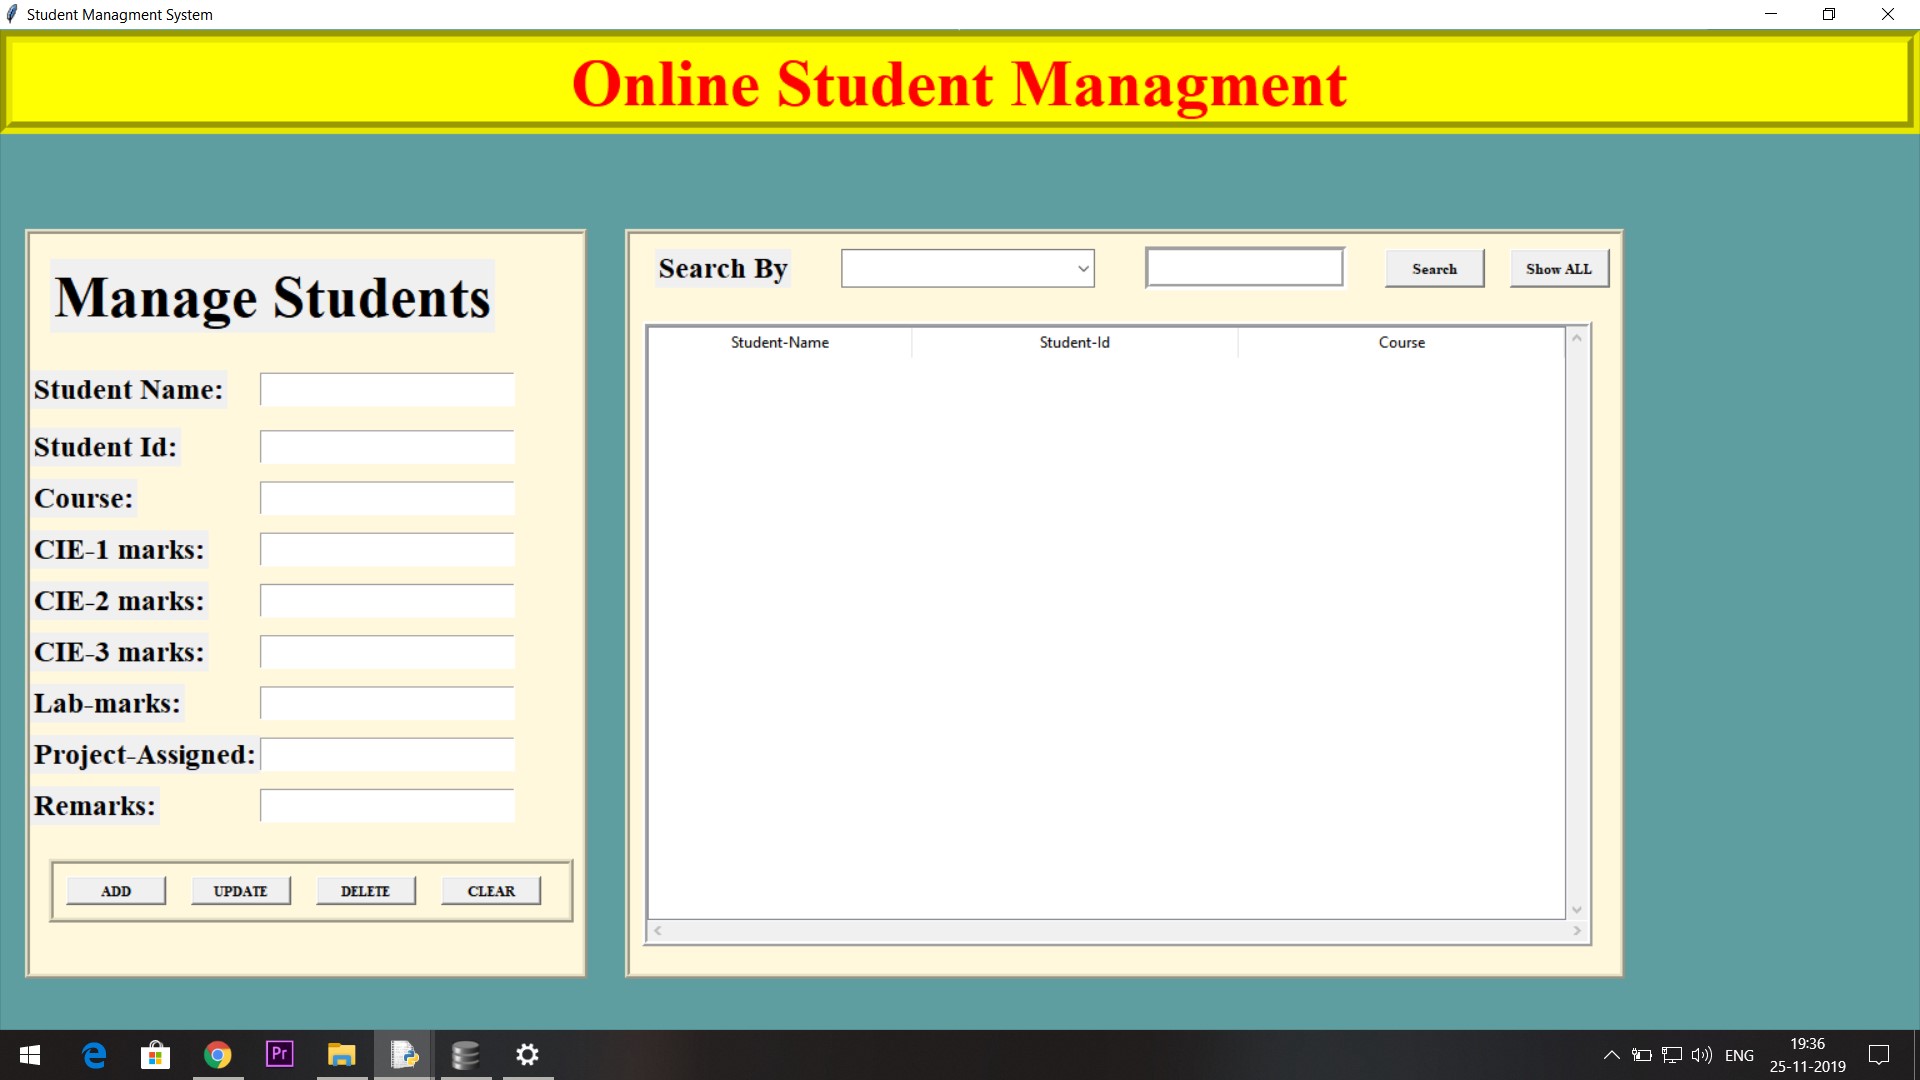 Student Managment System
Online Student Managment
Manage Students
Student Name:
Student Id:
Course:
CIE-1 marks:
CIE-2 marks:
CIE-3 marks:
Lab-marks:
Project-Assigned:
Remarks:
ADD UPDATE DELETE CLEAR
Search By Search Show ALL
Student-Name Student-Id Course
Pr
ENG
19:36
25-11-2019